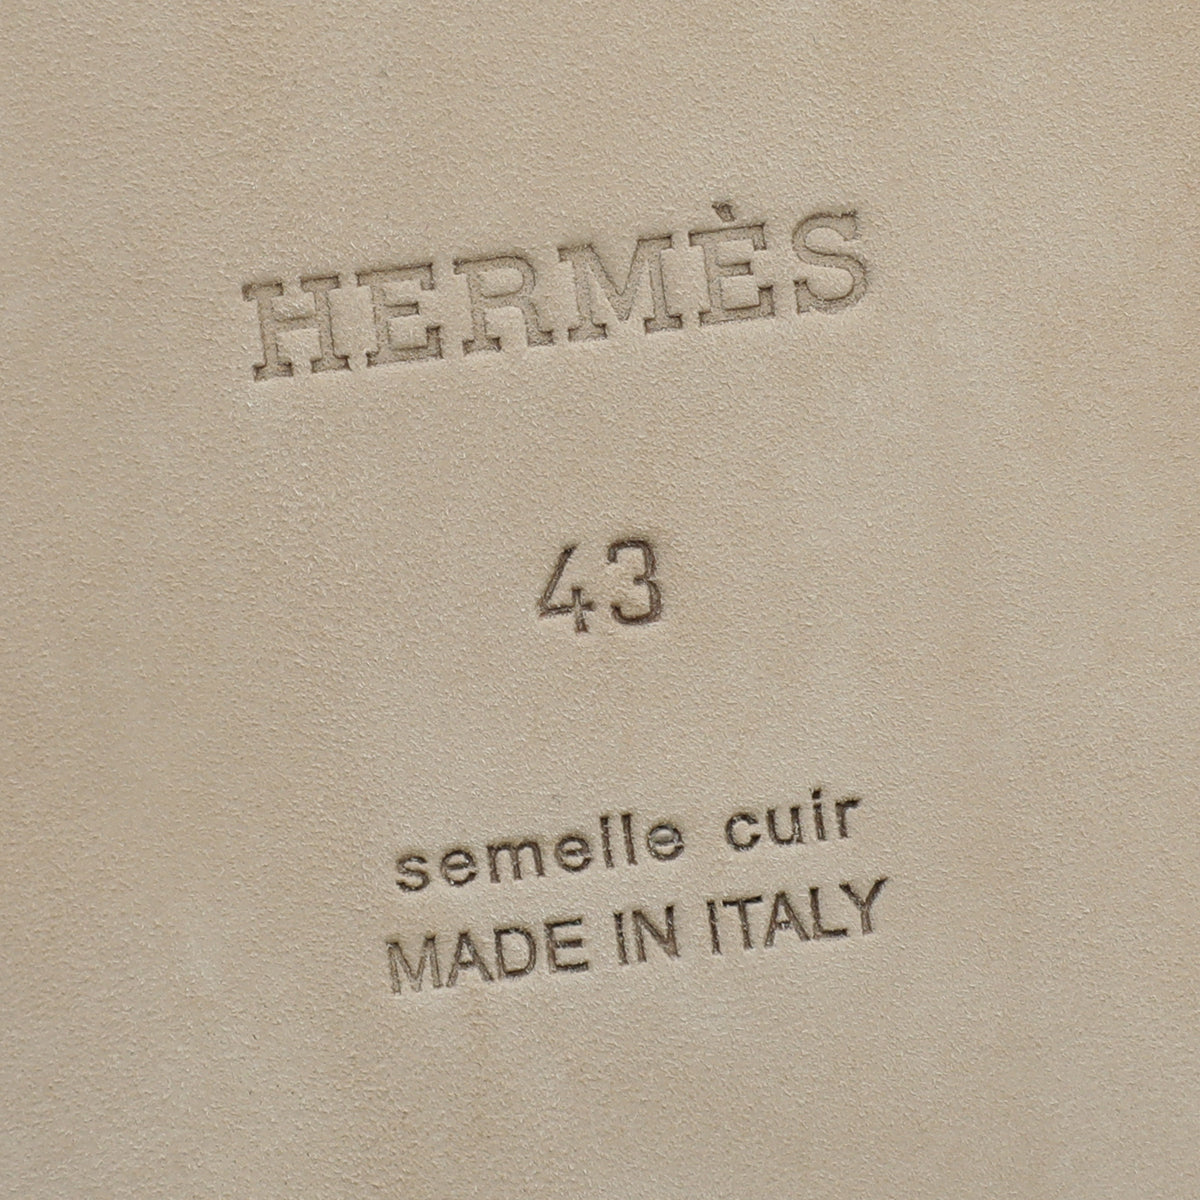 HERMÈS
43
semelle cuir
MADE IN ITALY